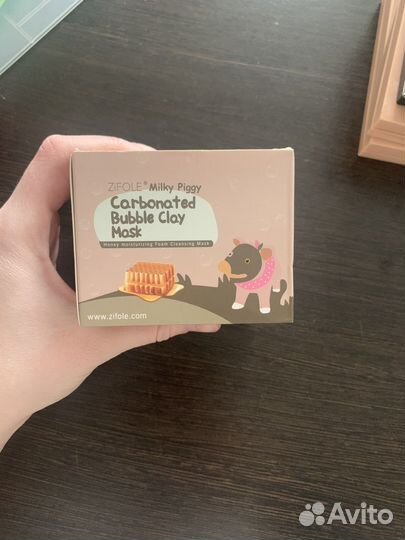 ZiFOLE® Milky Piggy
Carbonated
Bubble Clay
Mask
Honey Moisturizing Foam Cleansing Mask
www.zifole.com
Avito